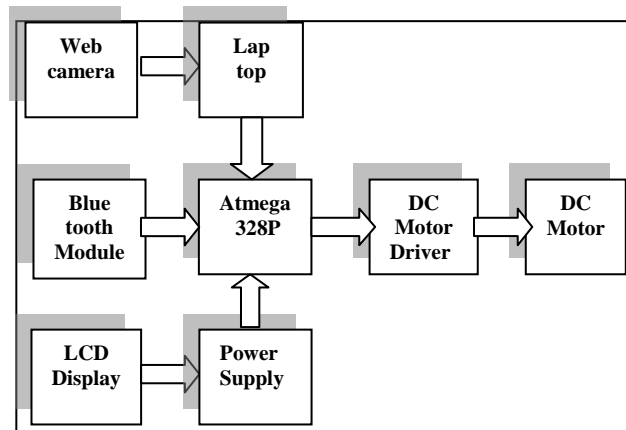 Web
camera
Lap
top
Blue
tooth
Module
Atmega
328P
DC
Motor
Driver
DC
Motor
LCD
Display
Power
Supply